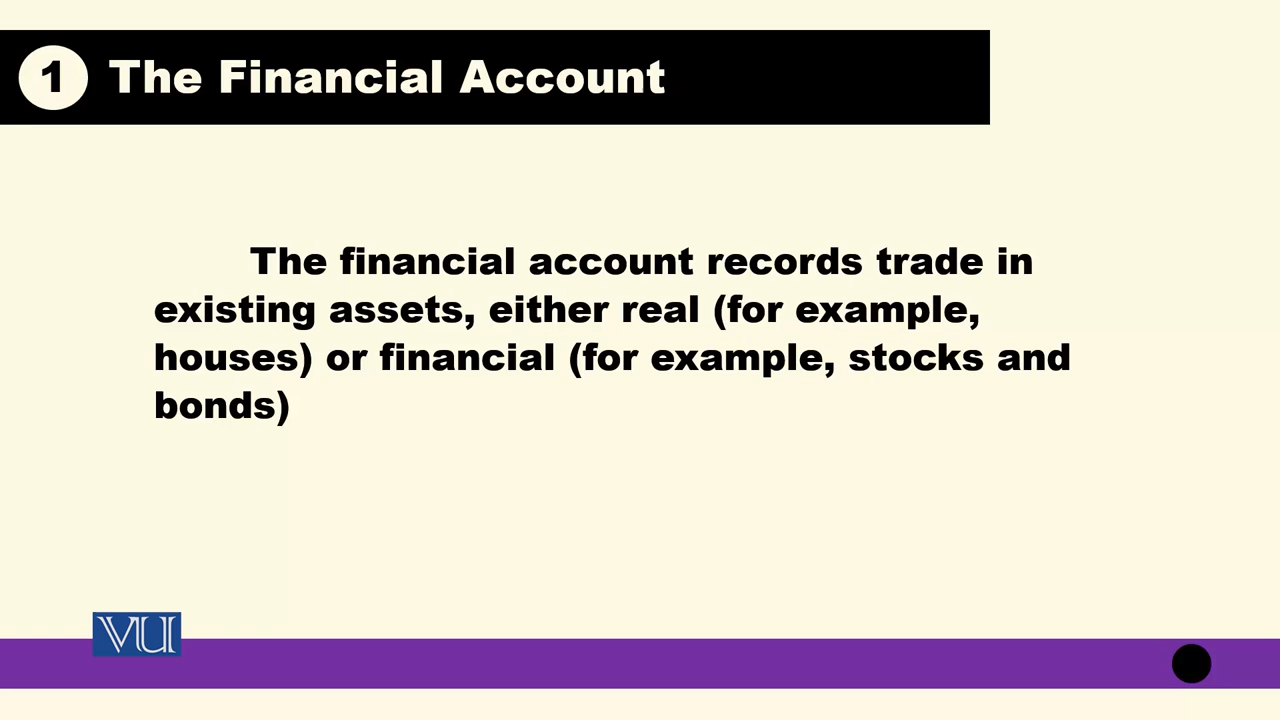 1 The Financial Account
The financial account records trade in
existing assets, either real (for example,
houses) or financial (for example, stocks and
bonds)
VU